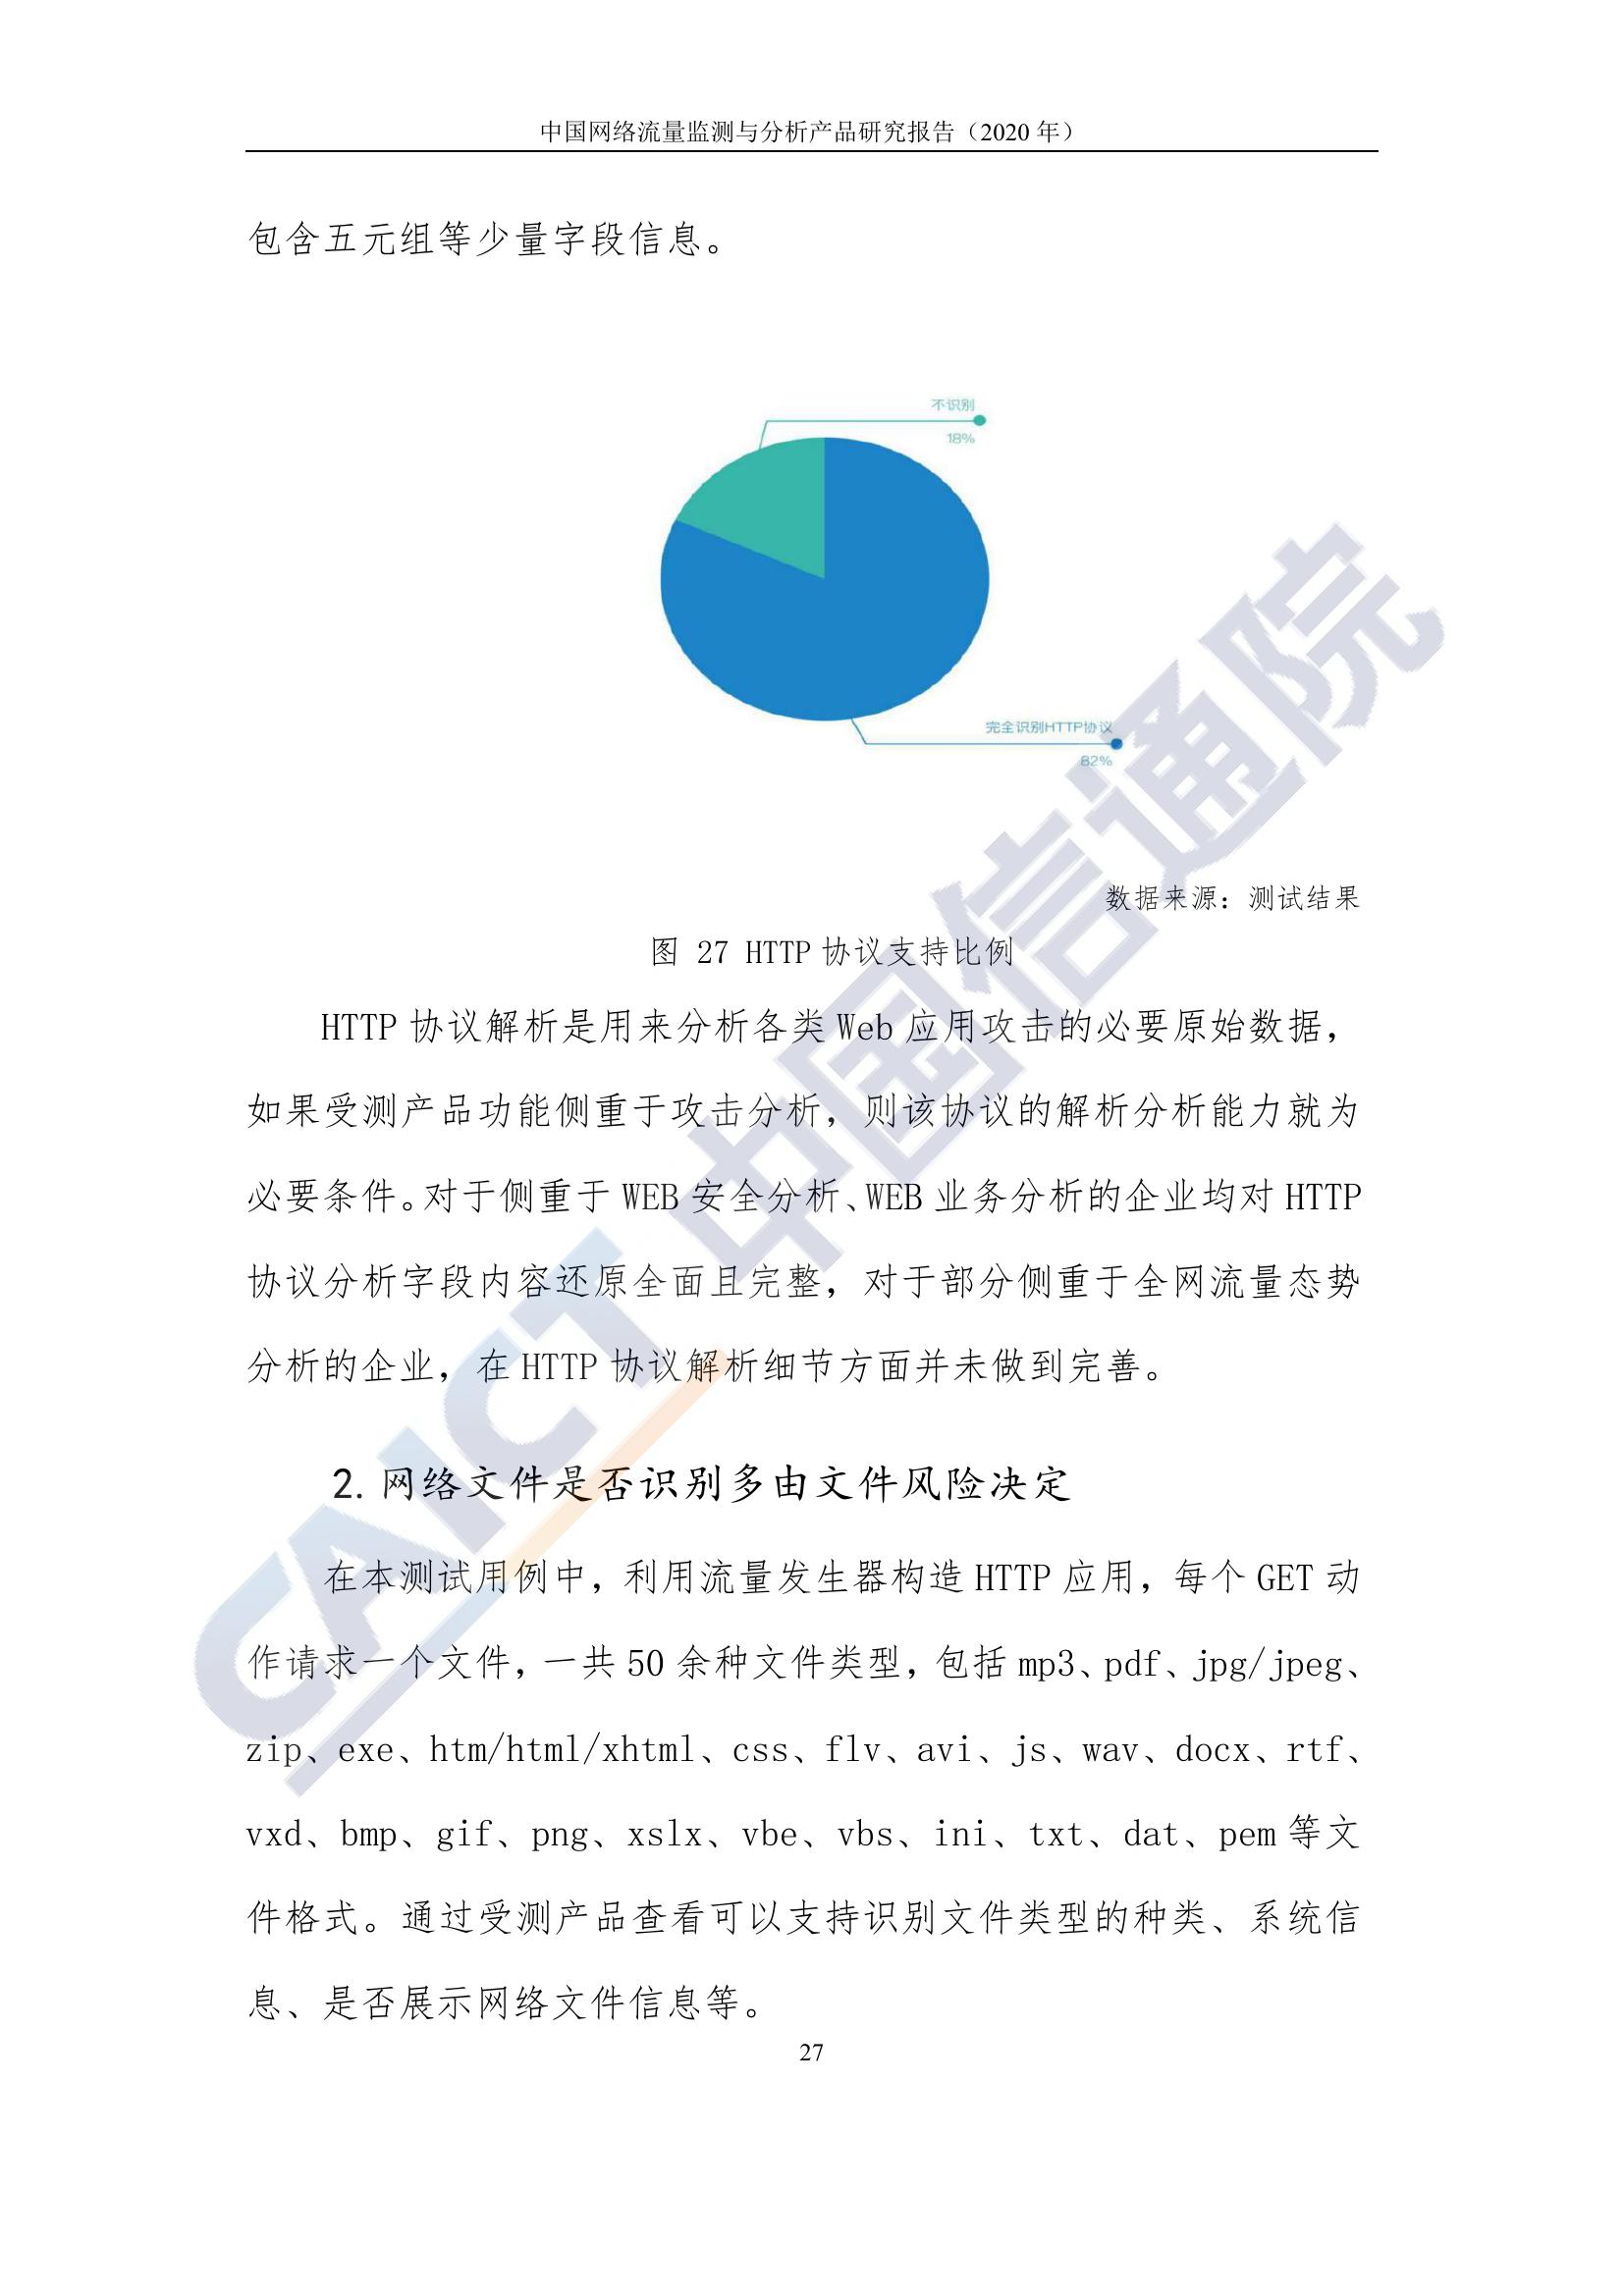 中国网络流量监测与分析产品研究报告（2020 年）
包含五元组等少量字段信息。
不识别
18%
完全识别HTTP协议
82%
数据来源：测试结果
图 27 HTTP 协议支持比例
HTTP 协议解析是用来分析各类 Web 应用攻击的必要原始数据，
如果受测产品功能侧重于攻击分析，则该协议的解析分析能力就为
必要条件。对于侧重于 WEB 安全分析、WEB 业务分析的企业均对 HTTP
协议分析字段内容还原全面且完整，对于部分侧重于全网流量态势
分析的企业，在 HTTP 协议解析细节方面并未做到完善。
2. 网络文件是否识别多由文件风险决定
在本测试用例中，利用流量发生器构造 HTTP 应用，每个 GET 动
作请求一个文件，一共 50 余种文件类型，包括 mp3、pdf、jpg/jpeg、
zip、exe、htm/html/xhtml、css、flv、avi、js、wav、docx、rtf、
vxd、bmp、gif、png、xslx、vbe、vbs、ini、txt、dat、pem 等文
件格式。通过受测产品查看可以支持识别文件类型的种类、系统信
息、是否展示网络文件信息等。
27
CAICT 中国信通院